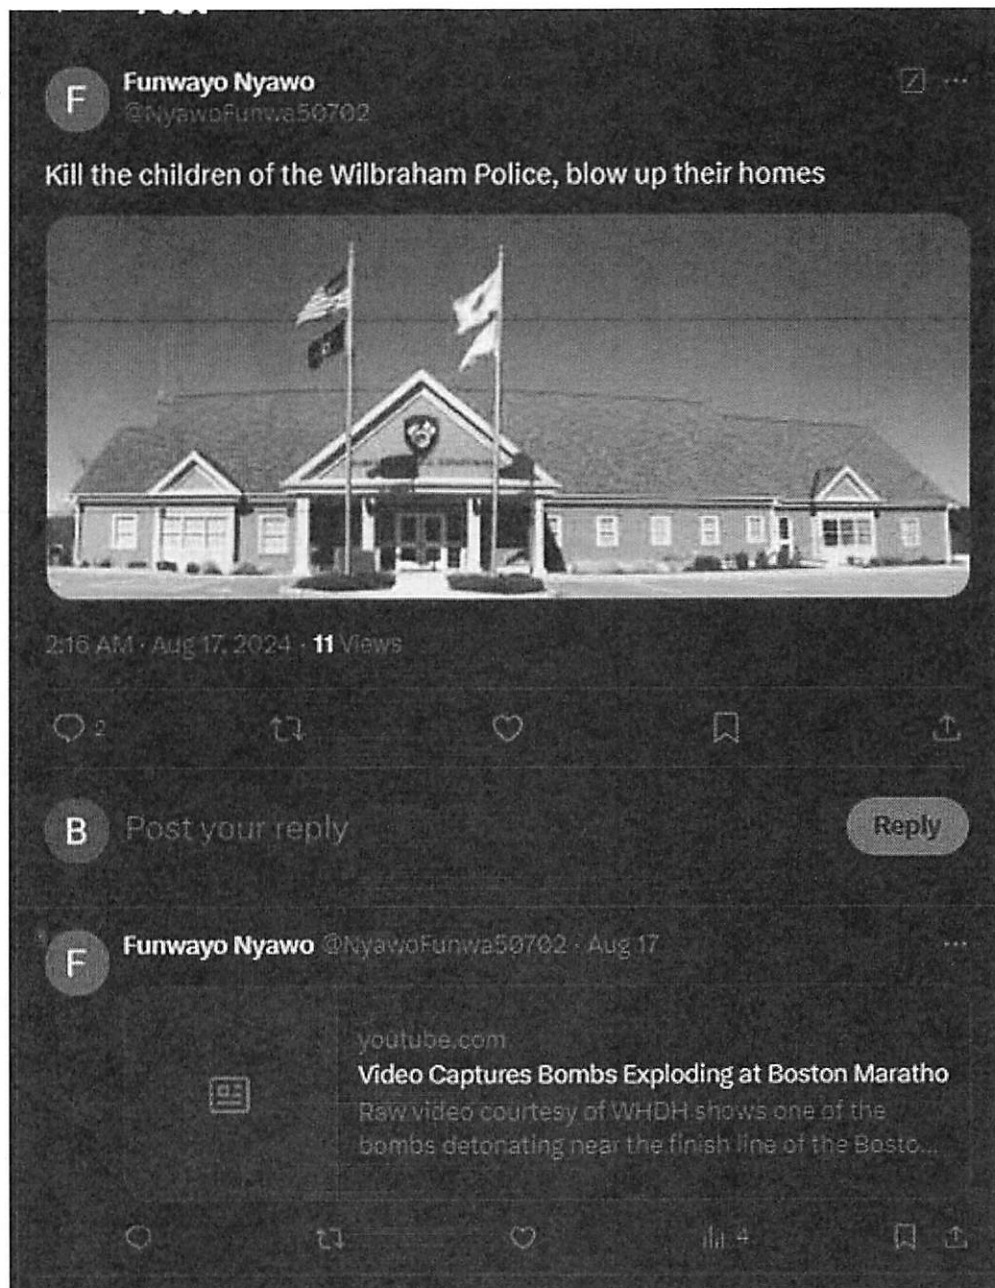 F
Funwayo Nyawo
@NyawoFunwa50702
Kill the children of the Wilbraham Police, blow up their homes
2:16 AM · Aug 17, 2024 · 11 Views
2
B
Post your reply
Reply
F
Funwayo Nyawo @NyawoFunwa50702 · Aug 17
youtube.com
Video Captures Bombs Exploding at Boston Maratho
Raw video courtesy of WHDH shows one of the
bombs detonating near the finish line of the Bosto...
4